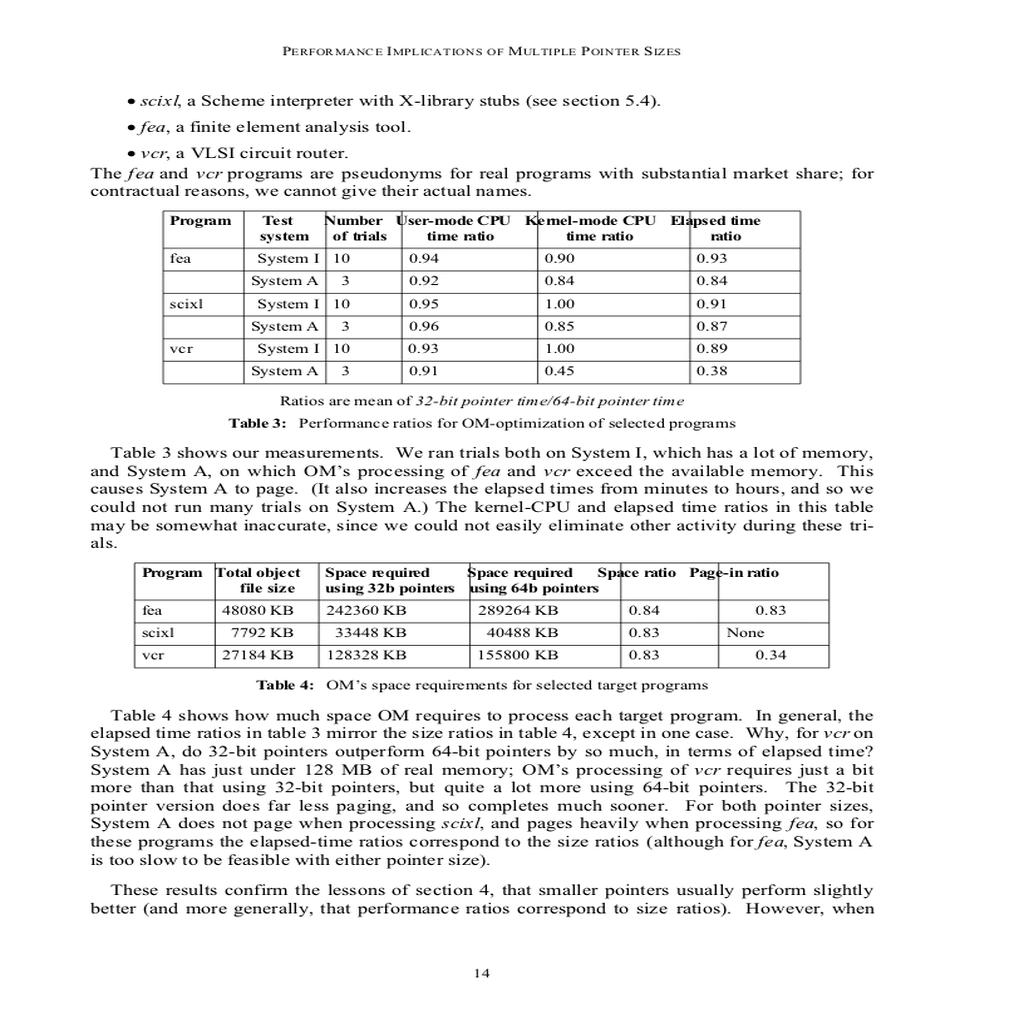 PERFORMANCE IMPLICATIONS OF MULTIPLE POINTER SIZES
• scixl, a Scheme interpreter with X-library stubs (see section 5.4).
• fea, a finite element analysis tool.
• vcr, a VLSI circuit router.
The fea and vcr programs are pseudonyms for real programs with substantial market share; for
contractual reasons, we cannot give their actual names.
Program Test Number User-mode CPU Kernel-mode CPU Elapsed time
system of trials time ratio time ratio ratio
fea System I 10 0.94 0.90 0.93
System A 3 0.92 0.84 0.84
scixl System I 10 0.95 1.00 0.91
System A 3 0.96 0.85 0.87
vcr System I 10 0.93 1.00 0.89
System A 3 0.91 0.45 0.38
Ratios are mean of 32-bit pointer time/64-bit pointer time
Table 3: Performance ratios for OM-optimization of selected programs
Table 3 shows our measurements. We ran trials both on System I, which has a lot of memory,
and System A, on which OM's processing of fea and vcr exceed the available memory. This
causes System A to page. (It also increases the elapsed times from minutes to hours, and so we
could not run many trials on System A.) The kernel-CPU and elapsed time ratios in this table
may be somewhat inaccurate, since we could not easily eliminate other activity during these tri-
als.
Program Total object Space required Space required Space ratio Page-in ratio
file size using 32b pointers using 64b pointers
fea 48080 KB 242360 KB 289264 KB 0.84 0.83
scixl 7792 KB 33448 KB 40488 KB 0.83 None
vcr 27184 KB 128328 KB 155800 KB 0.83 0.34
Table 4: OM's space requirements for selected target programs
Table 4 shows how much space OM requires to process each target program. In general, the
elapsed time ratios in table 3 mirror the size ratios in table 4, except in one case. Why, for vcr on
System A, do 32-bit pointers outperform 64-bit pointers by so much, in terms of elapsed time?
System A has just under 128 MB of real memory; OM's processing of vcr requires just a bit
more than that using 32-bit pointers, but quite a lot more using 64-bit pointers. The 32-bit
pointer version does far less paging, and so completes much sooner. For both pointer sizes,
System A does not page when processing scixl, and pages heavily when processing fea, so for
these programs the elapsed-time ratios correspond to the size ratios (although for fea, System A
is too slow to be feasible with either pointer size).
These results confirm the lessons of section 4, that smaller pointers usually perform slightly
better (and more generally, that performance ratios correspond to size ratios). However, when
14